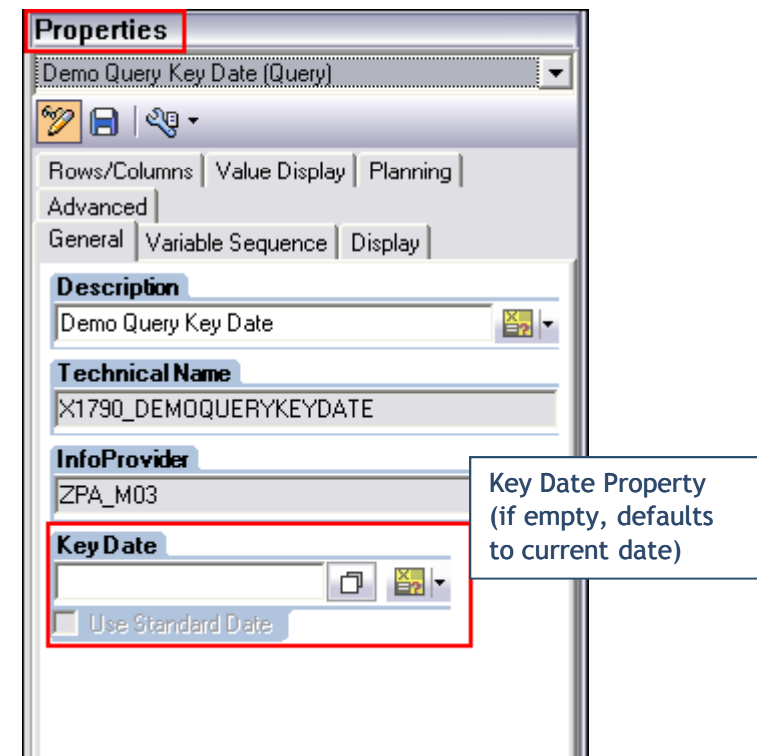 Properties
Demo Query Key Date (Query)
Rows/Columns Value Display Planning
Advanced
General Variable Sequence Display
Description
Demo Query Key Date
Technical Name
X1790_DEMOQUERYKEYDATE
InfoProvider
ZPA_M03
Key Date
Use Standard Date
Key Date Property
(if empty, defaults
to current date)